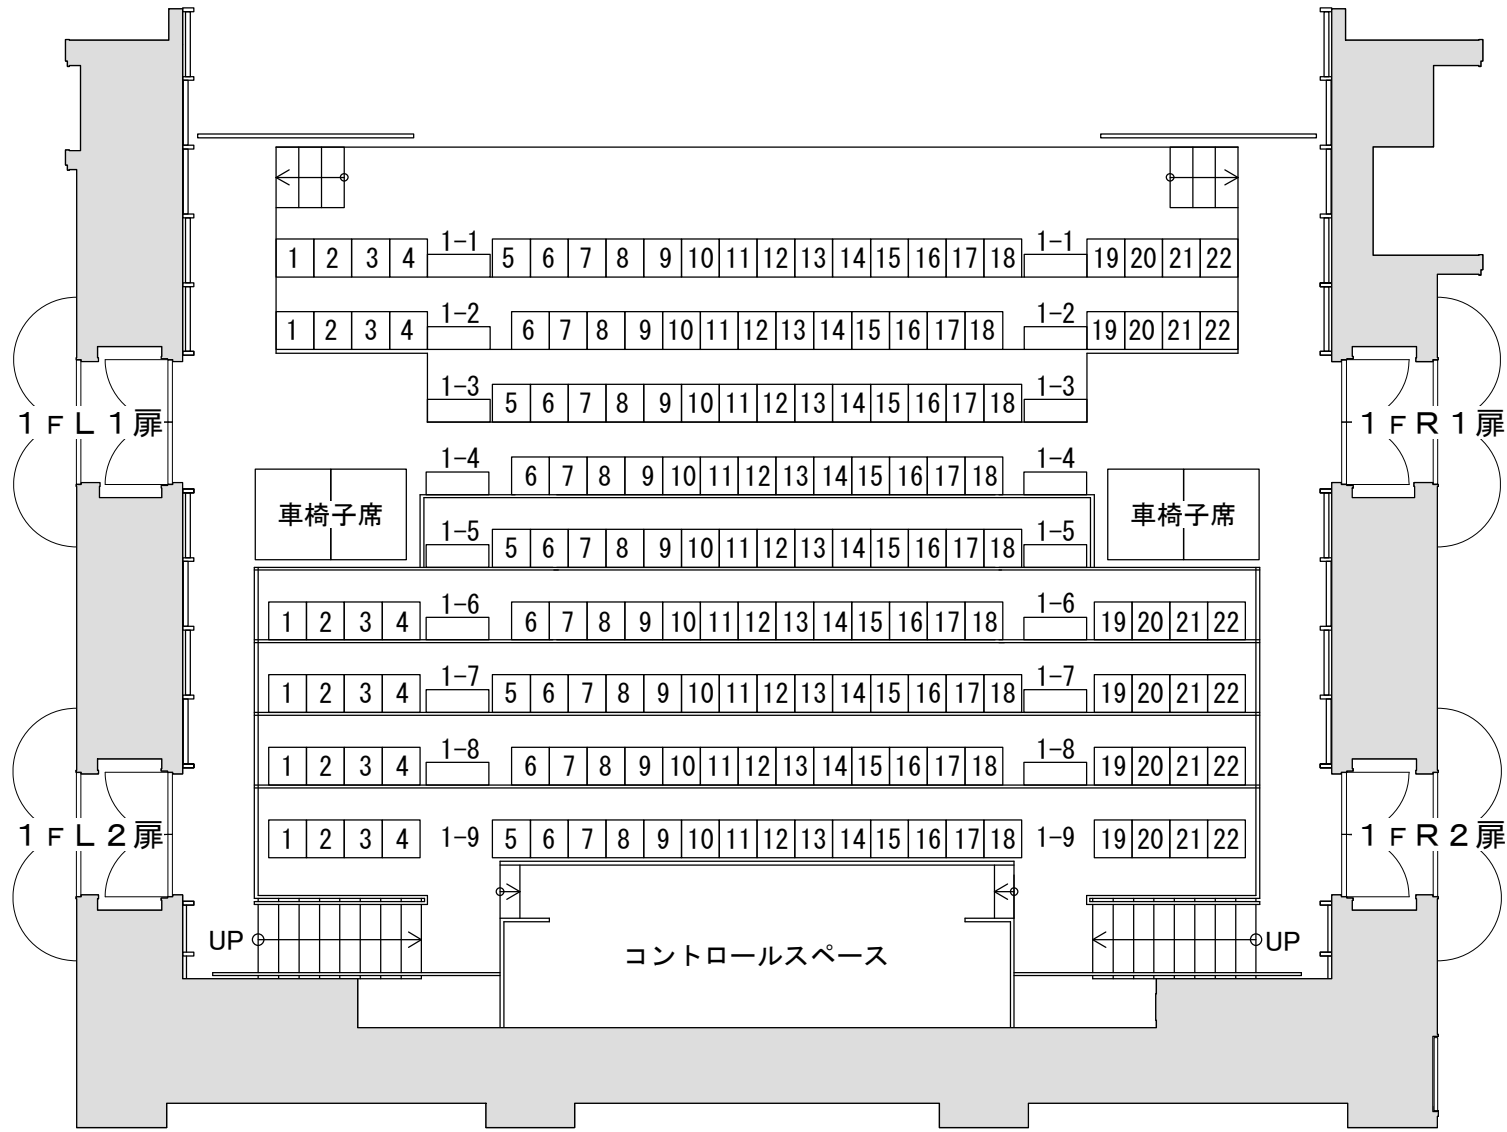 1 2 3 4 1-1 5 6 7 8 9 10 11 12 13 14 15 16 17 18 1-1 19 20 21 22
1 2 3 4 1-2 6 7 8 9 10 11 12 13 14 15 16 17 18 1-2 19 20 21 22
1-3 5 6 7 8 9 10 11 12 13 14 15 16 17 18 1-3
1FL1扉 1FR1扉
1-4 6 7 8 9 10 11 12 13 14 15 16 17 18 1-4
車椅子席 車椅子席
1-5 5 6 7 8 9 10 11 12 13 14 15 16 17 18 1-5
1 2 3 4 1-6 6 7 8 9 10 11 12 13 14 15 16 17 18 1-6 19 20 21 22
1 2 3 4 1-7 5 6 7 8 9 10 11 12 13 14 15 16 17 18 1-7 19 20 21 22
1 2 3 4 1-8 6 7 8 9 10 11 12 13 14 15 16 17 18 1-8 19 20 21 22
1FL2扉 1 2 3 4 1-9 5 6 7 8 9 10 11 12 13 14 15 16 17 18 1-9 19 20 21 22 1FR2扉
UP コントロールスペース UP